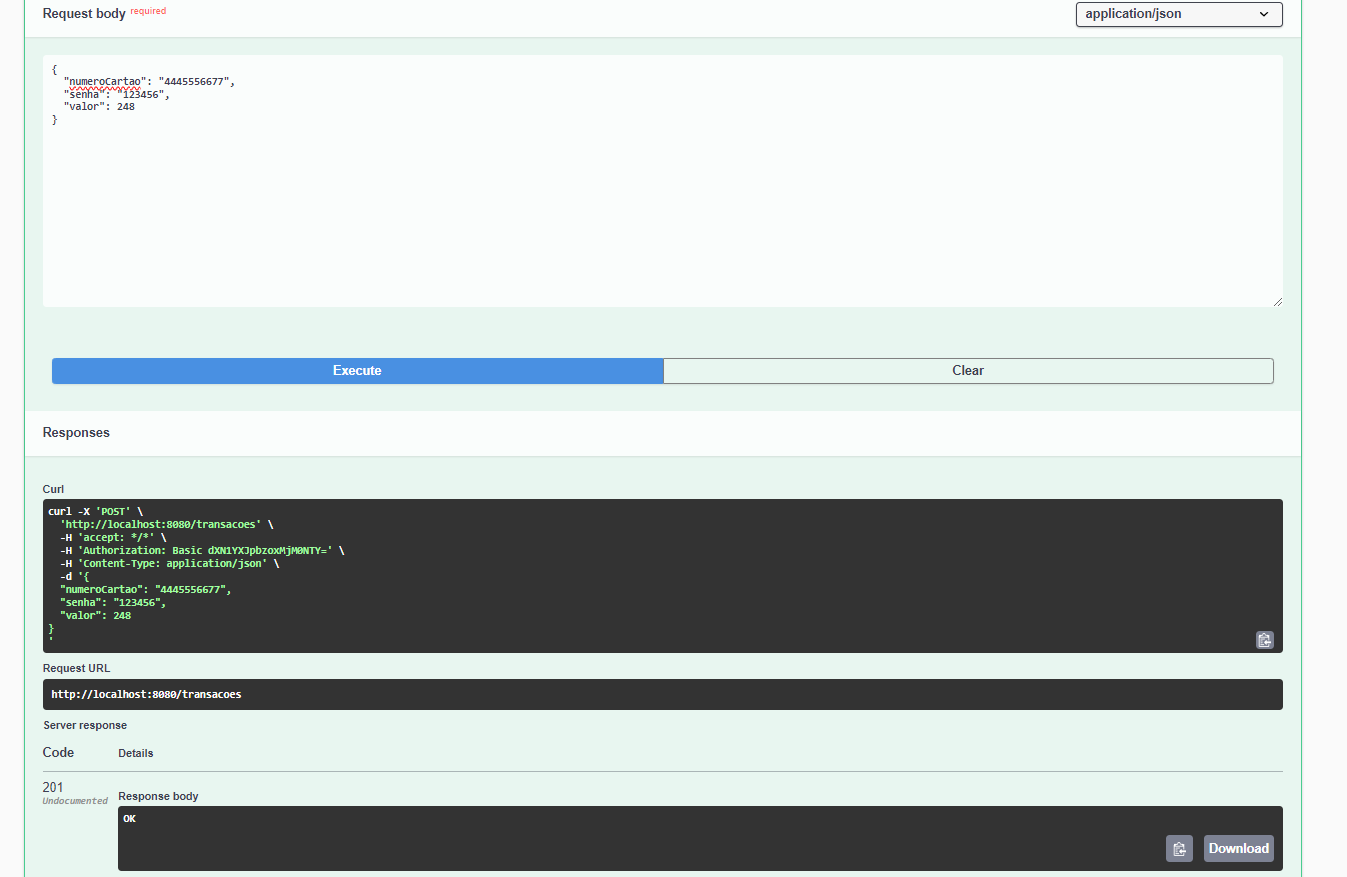 Request body required
application/json
{
"numeroCartao": "4445556677",
"senha": "123456",
"valor": 248
}
Execute
Clear
Responses
Curl
curl -X 'POST' \
'http://localhost:8080/transacoes' \
-H 'accept: */*' \
-H 'Authorization: Basic dXN1YXJpbzoxMjM0NTY=' \
-H 'Content-Type: application/json' \
-d '{
"numeroCartao": "4445556677",
"senha": "123456",
"valor": 248
}
'
Request URL
http://localhost:8080/transacoes
Server response
Code
Details
201
Undocumented
Response body
OK
Download